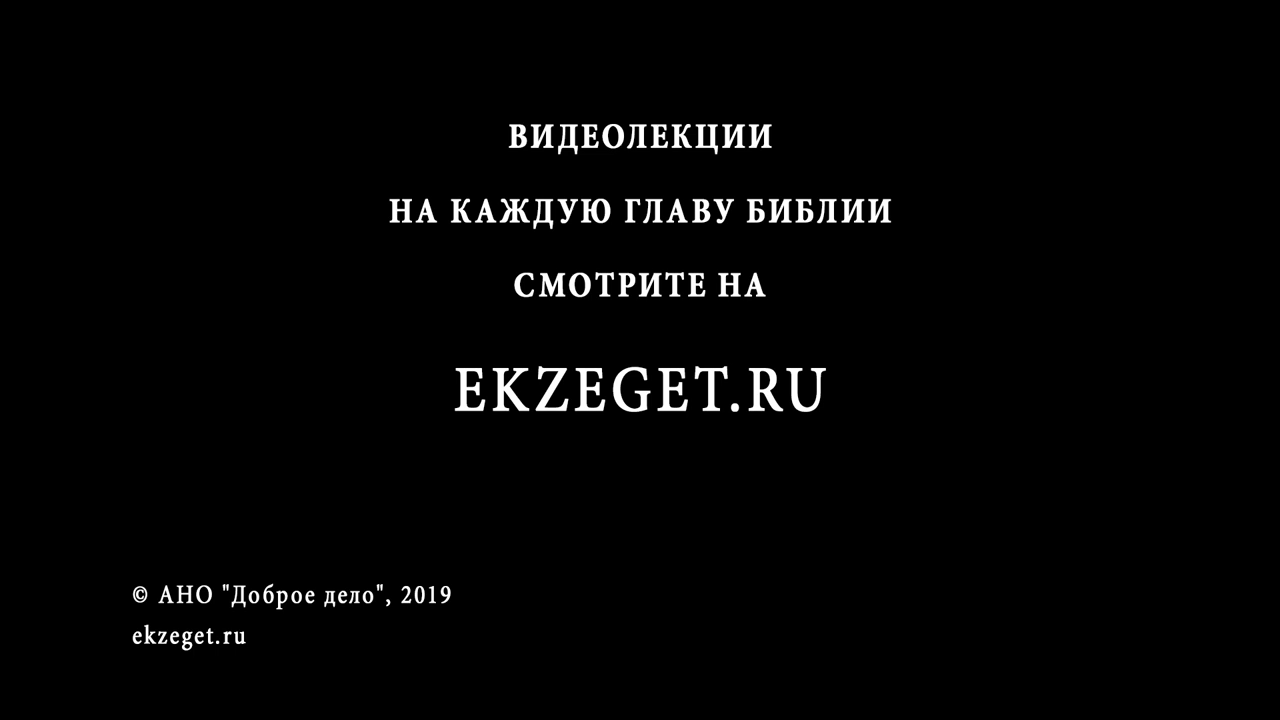 ВИДЕОЛЕКЦИИ
НА КАЖДУЮ ГЛАВУ БИБЛИИ
СМОТРИТЕ НА
EKZEGET.RU
© АНО "Доброе дело", 2019
ekzeget.ru